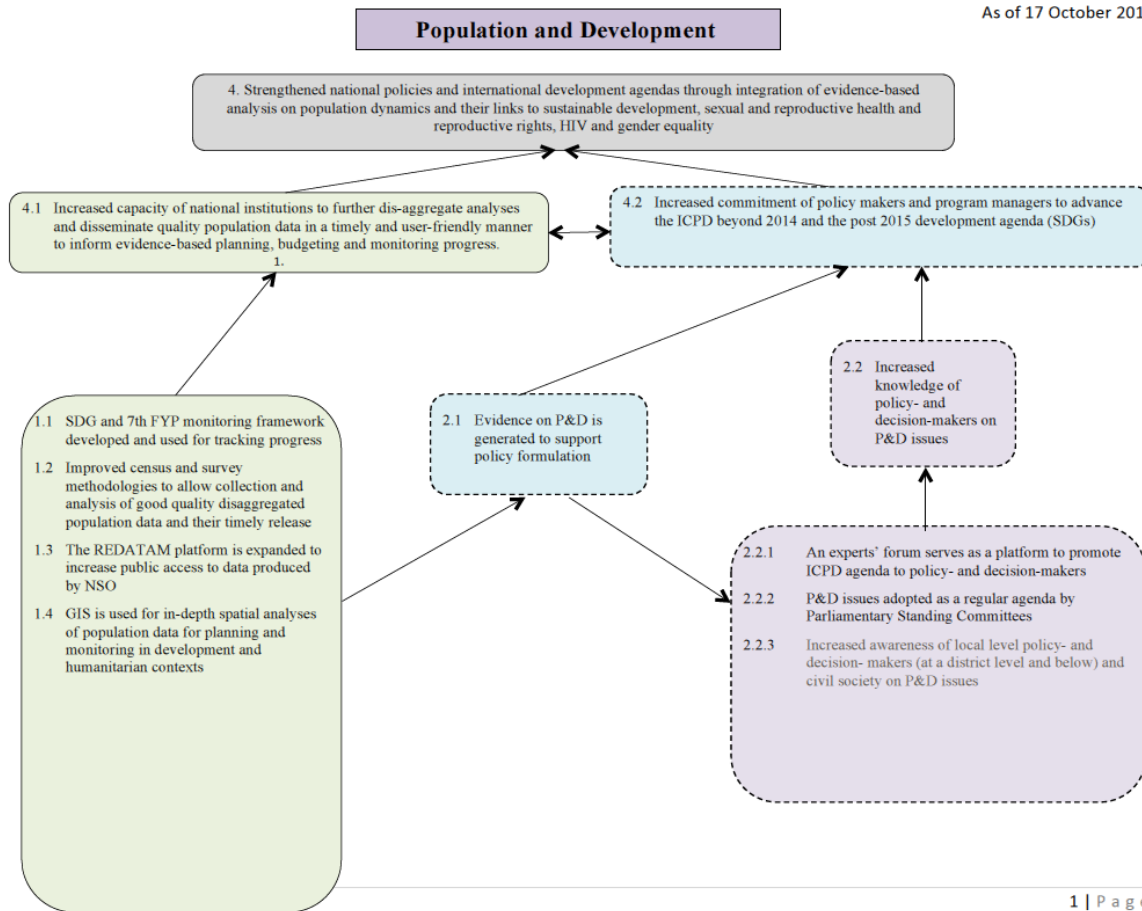 As of 17 October 201
Population and Development
4. Strengthened national policies and international development agendas through integration of evidence-based
analysis on population dynamics and their links to sustainable development, sexual and reproductive health and
reproductive rights, HIV and gender equality
4.1 Increased capacity of national institutions to further dis-aggregate analyses
and disseminate quality population data in a timely and user-friendly manner
to inform evidence-based planning, budgeting and monitoring progress.
1.
4.2 Increased commitment of policy makers and program managers to advance
the ICPD beyond 2014 and the post 2015 development agenda (SDGs)
2.2 Increased
knowledge of
policy- and
decision-makers on
P&D issues
1.1 SDG and 7th FYP monitoring framework
developed and used for tracking progress
1.2 Improved census and survey
methodologies to allow collection and
analysis of good quality disaggregated
population data and their timely release
1.3 The REDATAM platform is expanded to
increase public access to data produced
by NSO
1.4 GIS is used for in-depth spatial analyses
of population data for planning and
monitoring in development and
humanitarian contexts
2.1 Evidence on P&D is
generated to support
policy formulation
2.2.1 An experts' forum serves as a platform to promote
ICPD agenda to policy- and decision-makers
2.2.2 P&D issues adopted as a regular agenda by
Parliamentary Standing Committees
2.2.3 Increased awareness of local level policy- and
decision- makers (at a district level and below) and
civil society on P&D issues
1 | Page